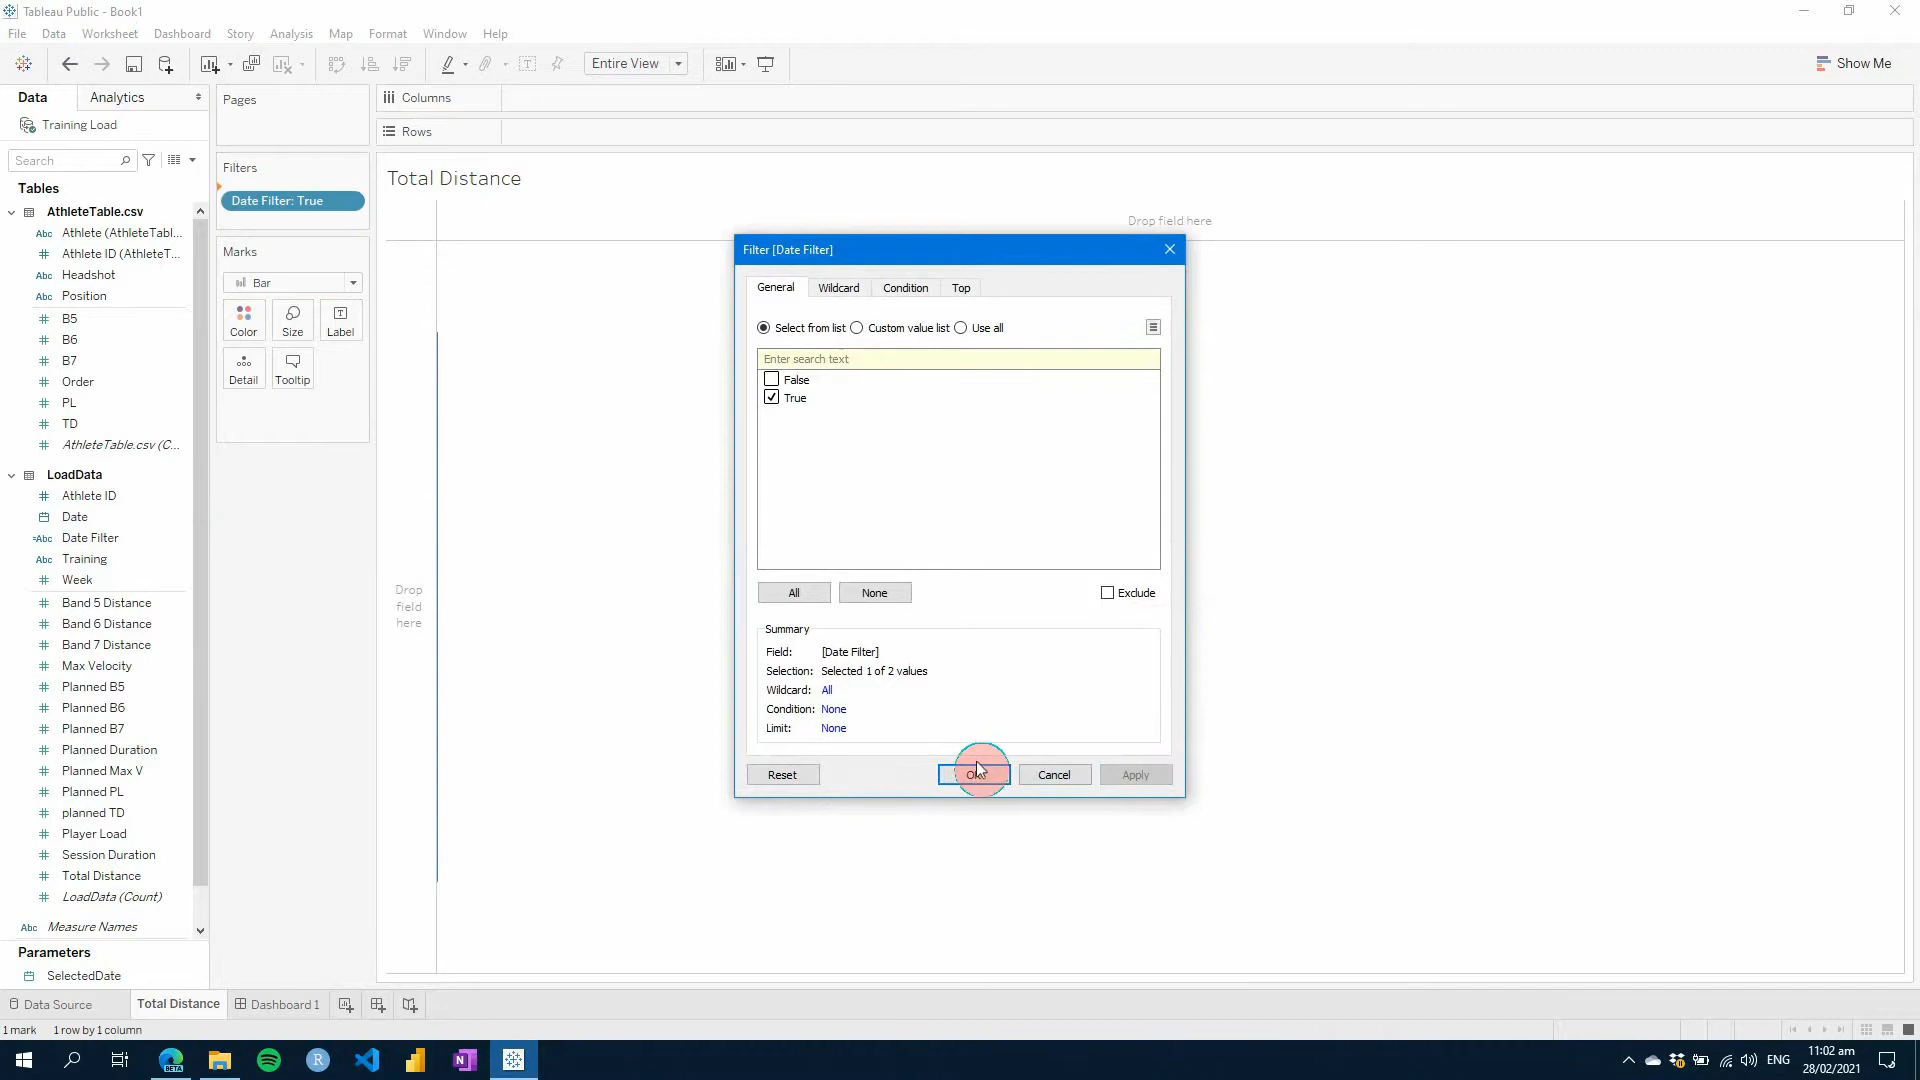 Tableau Public - Book1
File Data Worksheet Dashboard Story Analysis Map Format Window Help
Entire View
Show Me
Data
Analytics
Training Load
Search
Tables
AthleteTable.csv
Abc Athlete (AthleteTabl...
Athlete ID (AthleteT...
Abc Headshot
Abc Position
B5
B6
B7
Order
PL
TD
AthleteTable.csv (C...
LoadData
Athlete ID
Date
=Abc Date Filter
Abc Training
Week
Band 5 Distance
Band 6 Distance
Band 7 Distance
Max Velocity
Planned B5
Planned B6
Planned B7
Planned Duration
Planned Max V
Planned PL
planned TD
Player Load
Session Duration
Total Distance
LoadData (Count)
Abc Measure Names
Parameters
SelectedDate
Pages
Filters
Date Filter: True
Marks
Bar
Color
Size
Label
Detail
Tooltip
Columns
Rows
Total Distance
Drop field here
Drop
field
here
Filter [Date Filter]
General
Wildcard
Condition
Top
Select from list
Custom value list
Use all
Enter search text
False
True
All
None
Exclude
Summary
Field: [Date Filter]
Selection: Selected 1 of 2 values
Wildcard: All
Condition: None
Limit: None
Reset
Cancel
Apply
Data Source
Total Distance
Dashboard 1
1 mark
1 row by 1 column
BETA
R
N
ENG
11:02 am
28/02/2021